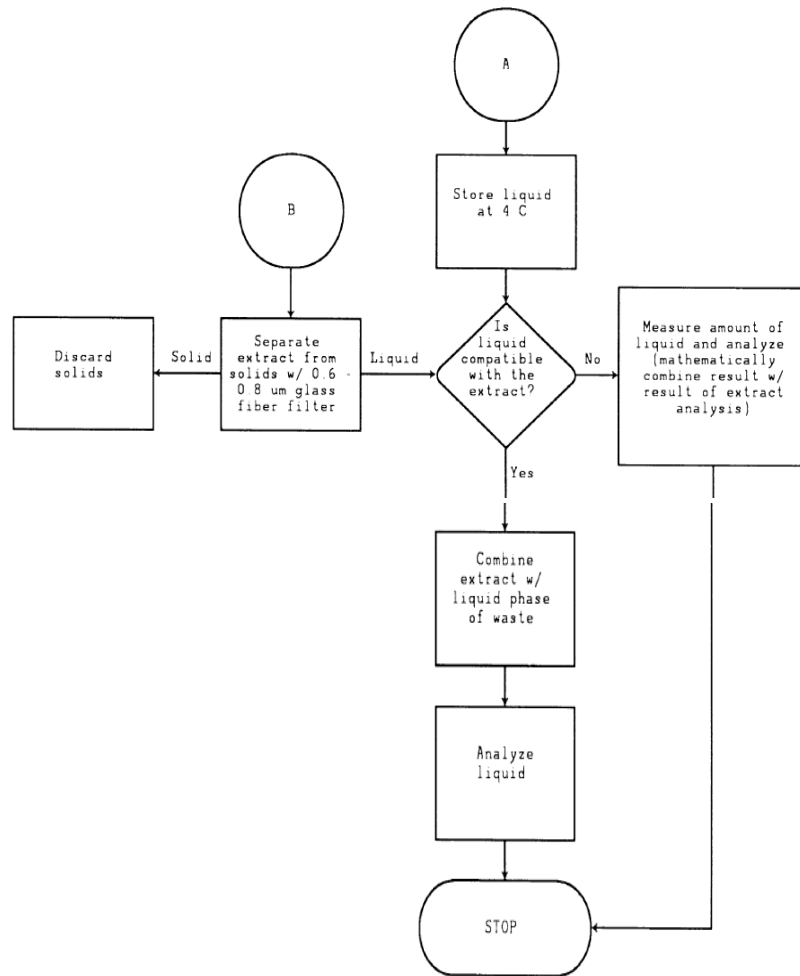 A
Store liquid
at 4 C
B
Discard
solids
Solid
Separate
extract from
solids w/ 0.6 -
0.8 um glass
fiber filter
Liquid
Is
liquid
compatible
with the
extract?
No
Measure amount of
liquid and analyze
(mathematically
combine result w/
result of extract
analysis)
Yes
Combine
extract w/
liquid phase
of waste
Analyze
liquid
STOP